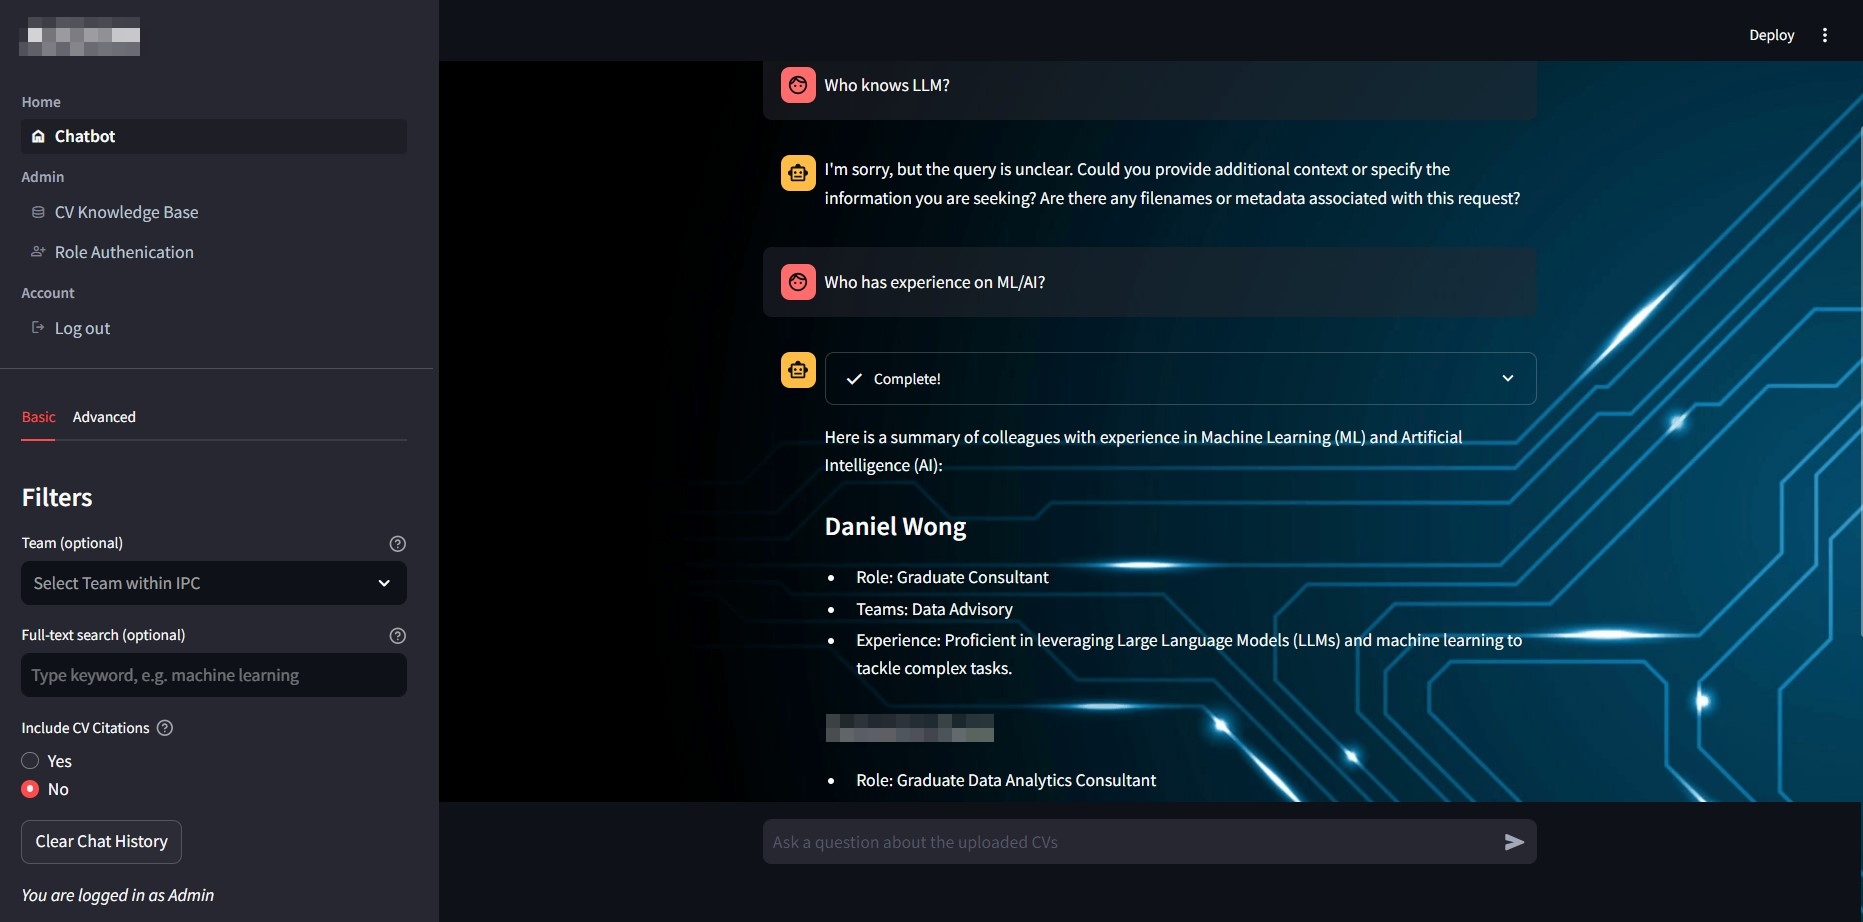 Home
Chatbot
Admin
CV Knowledge Base
Role Authenication
Account
Log out
Basic Advanced
Filters
Team (optional)
Select Team within IPC
Full-text search (optional)
Type keyword, e.g. machine learning
Include CV Citations
Yes
No
Clear Chat History
You are logged in as Admin
Deploy
Who knows LLM?
I'm sorry, but the query is unclear. Could you provide additional context or specify the
information you are seeking? Are there any filenames or metadata associated with this request?
Who has experience on ML/AI?
Complete!
Here is a summary of colleagues with experience in Machine Learning (ML) and Artificial
Intelligence (AI):
Daniel Wong
• Role: Graduate Consultant
• Teams: Data Advisory
• Experience: Proficient in leveraging Large Language Models (LLMs) and machine learning to
tackle complex tasks.
• Role: Graduate Data Analytics Consultant
Ask a question about the uploaded CVs